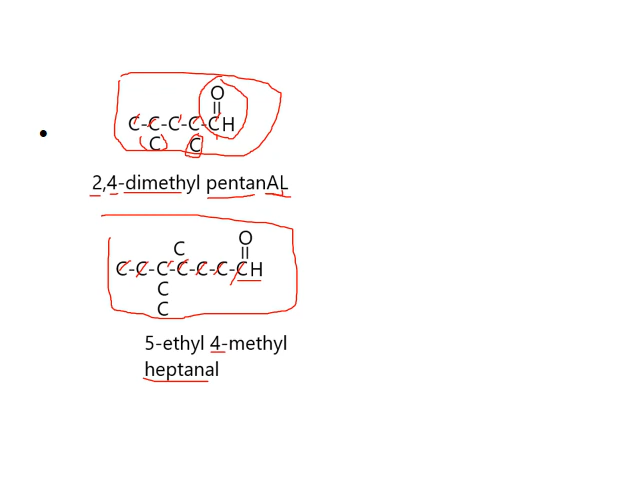 O
||
C-C-C-C-CH
C C
2,4-dimethyl pentanAL
O
C ||
C-C-C-C-C-C-CH
C
C
5-ethyl 4-methyl
heptanal